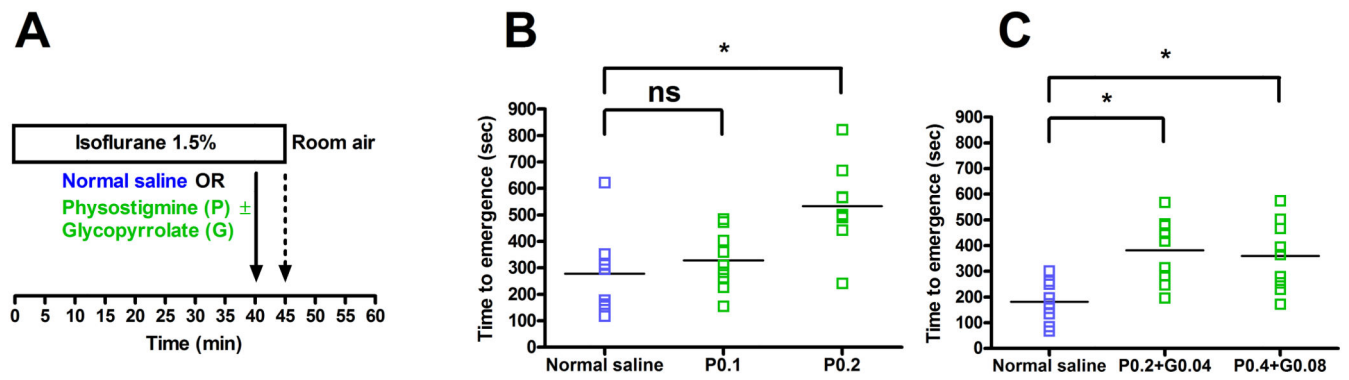 A
Isoflurane 1.5%
Room air
Normal saline OR
Physostigmine (P) ±
Glycopyrrolate (G)
0 5 10 15 20 25 30 35 40 45 50 55 60
Time (min)
B
*
ns
Time to emergence (sec)
900
800
700
600
500
400
300
200
100
0
Normal saline P0.1 P0.2
C
*
*
Time to emergence (sec)
900
800
700
600
500
400
300
200
100
0
Normal saline P0.2+G0.04 P0.4+G0.08